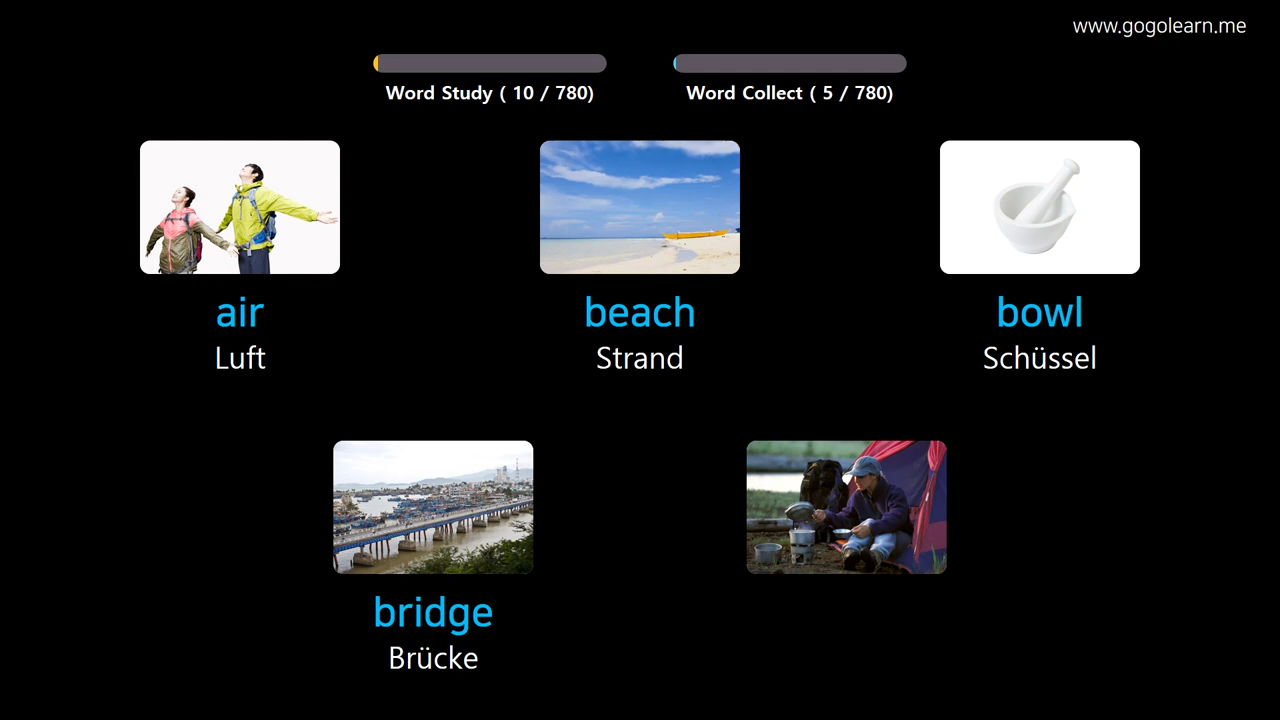 www.gogolearn.me
Word Study ( 10 / 780)
Word Collect ( 5 / 780)
air
Luft
beach
Strand
bowl
Schüssel
bridge
Brücke